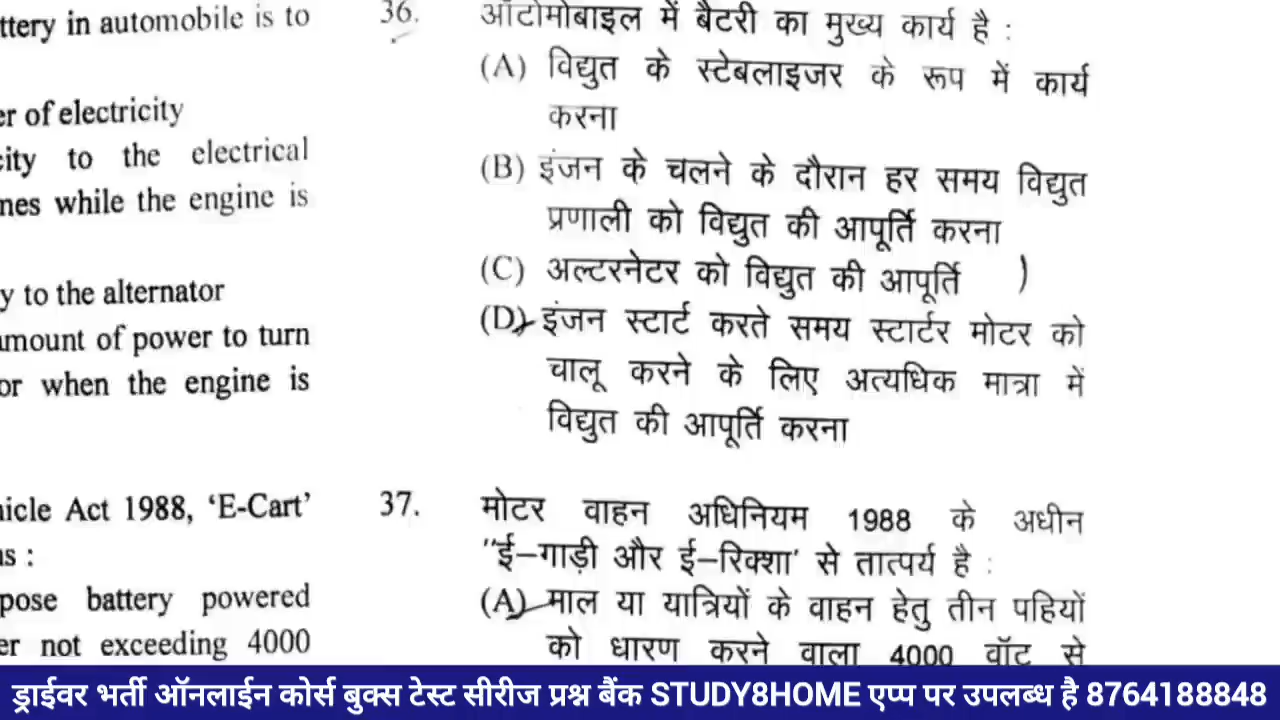 ttery in automobile is to
er of electricity
city to the electrical
nes while the engine is
y to the alternator
amount of power to turn
or when the engine is
hicle Act 1988, ‘E-Cart’
ns :
pose battery powered
er not exceeding 4000
36. ऑटोमोबाइल में बैटरी का मुख्य कार्य है :
(A) विद्युत के स्टेबलाइजर के रूप में कार्य
करना
(B) इंजन के चलने के दौरान हर समय विद्युत
प्रणाली को विद्युत की आपूर्ति करना
(C) अल्टरनेटर को विद्युत की आपूर्ति
(D) इंजन स्टार्ट करते समय स्टार्टर मोटर को
चालू करने के लिए अत्यधिक मात्रा में
विद्युत की आपूर्ति करना
37. मोटर वाहन अधिनियम 1988 के अधीन
"ई–गाड़ी और ई–रिक्शा' से तात्पर्य है :
(A) माल या यात्रियों के वाहन हेतु तीन पहियों
को धारण करने वाला 4000 वॉट से
ड्राईवर भर्ती ऑनलाईन कोर्स बुक्स टेस्ट सीरीज प्रश्न बैंक STUDY8HOME एप्प पर उपलब्ध है 8764188848